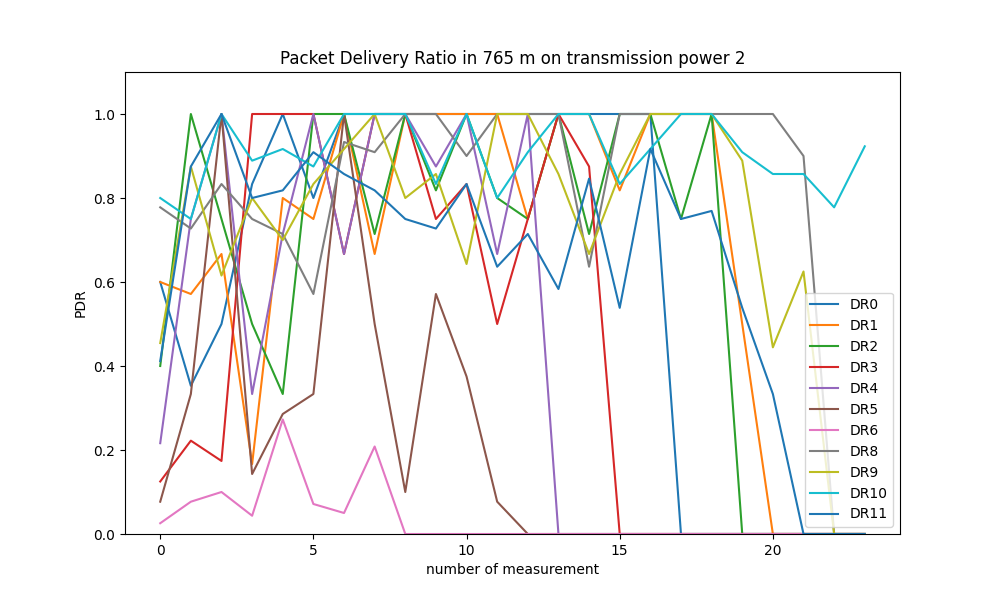 Packet Delivery Ratio in 765 m on transmission power 2
PDR
1.0
0.8
0.6
0.4
0.2
0.0
0
5
10
15
20
number of measurement
DR0
DR1
DR2
DR3
DR4
DR5
DR6
DR8
DR9
DR10
DR11